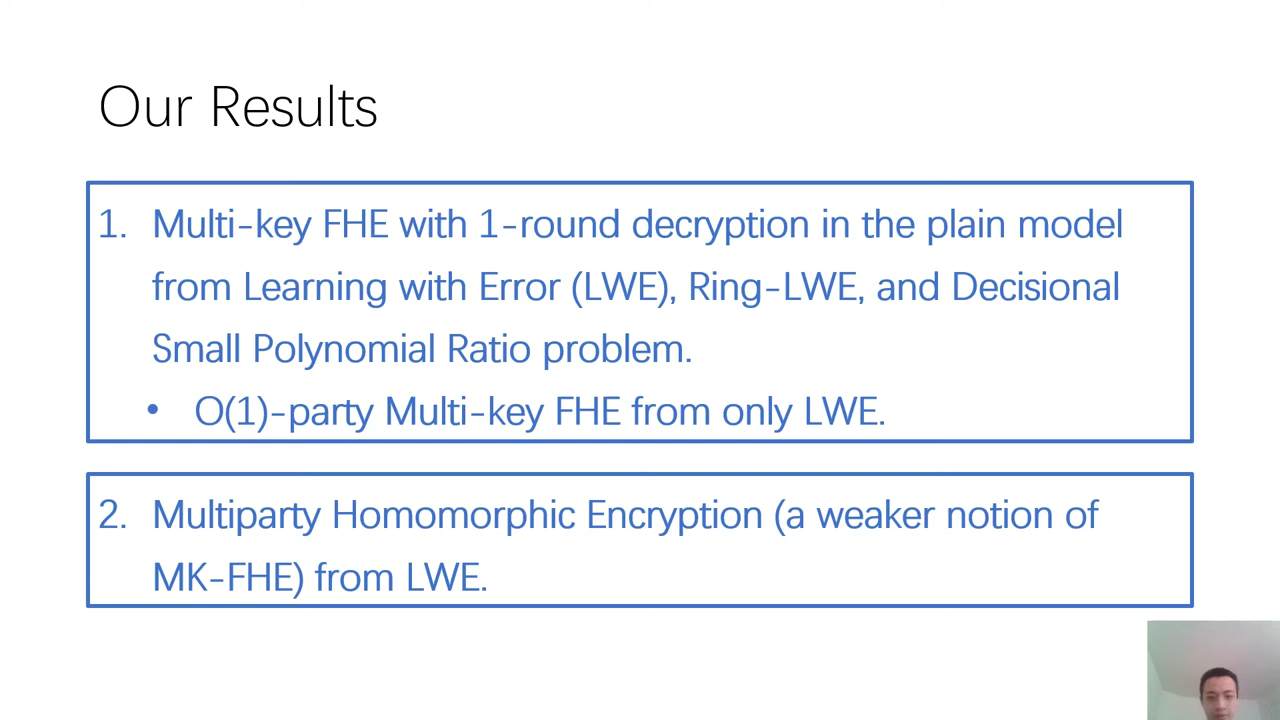 Our Results
1. Multi-key FHE with 1-round decryption in the plain model
from Learning with Error (LWE), Ring-LWE, and Decisional
Small Polynomial Ratio problem.
• O(1)-party Multi-key FHE from only LWE.
2. Multiparty Homomorphic Encryption (a weaker notion of
MK-FHE) from LWE.